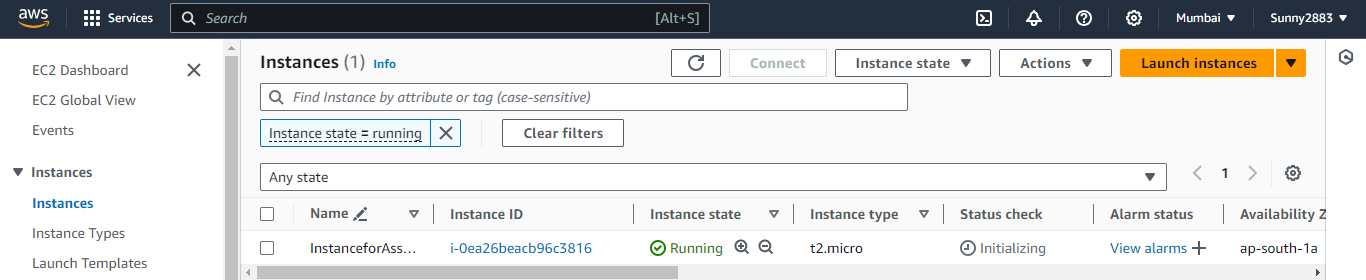 aws Services Search [Alt+S] Mumbai Sunny2883
EC2 Dashboard
EC2 Global View
Events
Instances
Instances
Instance Types
Launch Templates
Instances (1) Info Connect Instance state Actions Launch instances
Find Instance by attribute or tag (case-sensitive)
Instance state = running Clear filters
Any state 1
Name Instance ID Instance state Instance type Status check Alarm status Availability Z
InstanceforAss... i-0ea26beacb96c3816 Running t2.micro Initializing View alarms + ap-south-1a